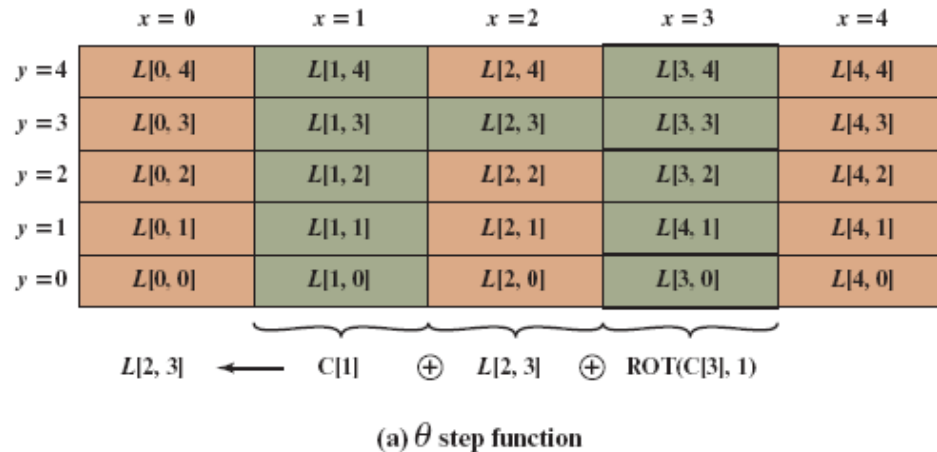 x = 0 x = 1 x = 2 x = 3 x = 4
y = 4 L[0, 4] L[1, 4] L[2, 4] L[3, 4] L[4, 4]
y = 3 L[0, 3] L[1, 3] L[2, 3] L[3, 3] L[4, 3]
y = 2 L[0, 2] L[1, 2] L[2, 2] L[3, 2] L[4, 2]
y = 1 L[0, 1] L[1, 1] L[2, 1] L[4, 1] L[4, 1]
y = 0 L[0, 0] L[1, 0] L[2, 0] L[3, 0] L[4, 0]
L[2, 3] ← C[1] ⊕ L[2, 3] ⊕ ROT(C[3], 1)
(a) θ step function